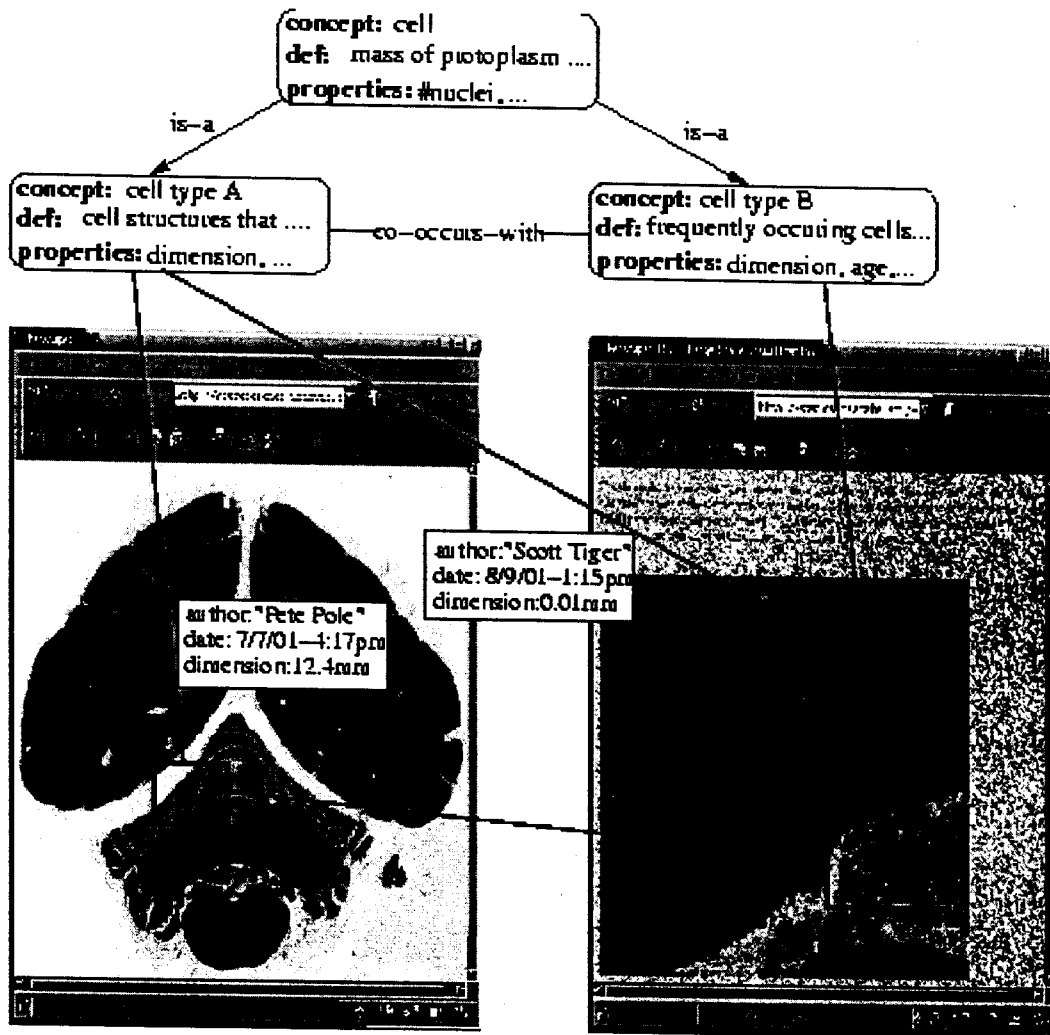 concept: cell
def: mass of protoplasm ....
properties: #nuclei, ...
is-a
is-a
concept: cell type A
def: cell structures that ....
properties: dimension, ...
co-occurs-with
concept: cell type B
def: frequently occuring cells...
properties: dimension, age, ...
author:"Scott Tiger"
date: 8/9/01-1:15pm
dimension:0.01mm
author:"Pete Pole"
date: 7/7/01-4:17pm
dimension:12.4mm